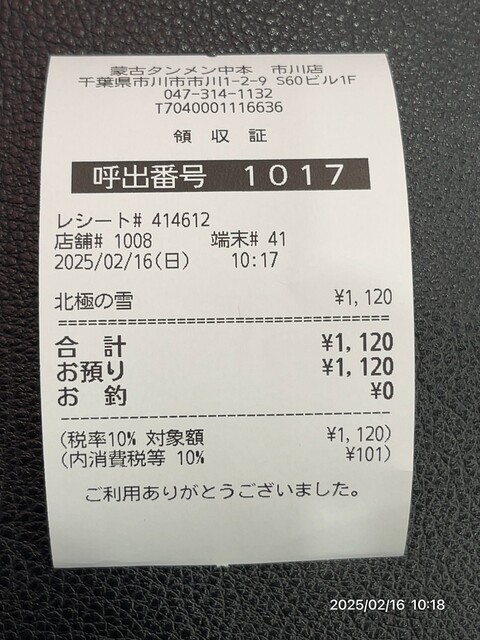 蒙古タンメン中本 市川店
千葉県市川市市川1-2-9 S60ビル1F
047-314-1132
T7040001116636
領 収 証
呼出番号 1017
レシート# 414612
店舗# 1008 端末# 41
2025/02/16(日) 10:17
北極の雪 ¥1,120
合 計 ¥1,120
お預り ¥1,120
お 釣 ¥0
(税率10% 対象額 ¥1,120)
(内消費税等 10% ¥101)
ご利用ありがとうございました。
2025/02/16 10:18